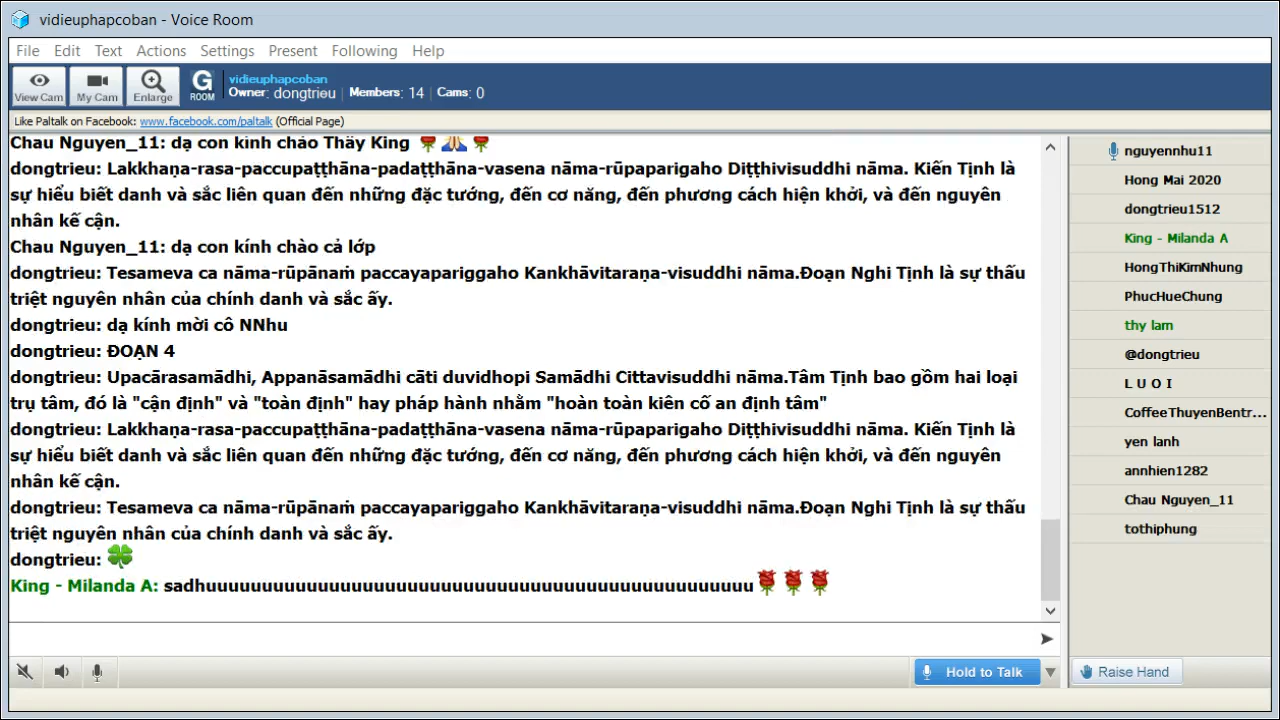 vidieuphapcoban - Voice Room
File Edit Text Actions Settings Present Following Help
View Cam My Cam Enlarge G ROOM
vidieuphapcoban
Owner: dongtrieu Members: 14 Cams: 0
Like Paltalk on Facebook: www.facebook.com/paltalk (Official Page)
Chau Nguyen_11: dạ con kính chào Thầy King
dongtrieu: Lakkhaṇa-rasa-paccupaṭṭhāna-padaṭṭhāna-vasena nāma-rūpaparigaho Diṭṭhivisuddhi nāma. Kiến Tịnh là
sự hiểu biết danh và sắc liên quan đến những đặc tướng, đến cơ năng, đến phương cách hiện khởi, và đến nguyên
nhân kế cận.
Chau Nguyen_11: dạ con kính chào cả lớp
dongtrieu: Tesameva ca nāma-rūpānaṁ paccayapariggaho Kankhāvitaraṇa-visuddhi nāma.Đoạn Nghi Tịnh là sự thấu
triệt nguyên nhân của chính danh và sắc ấy.
dongtrieu: dạ kính mời cô NNhu
dongtrieu: ĐOẠN 4
dongtrieu: Upacārasamādhi, Appanāsamādhi cāti duvidhopi Samādhi Cittavisuddhi nāma.Tâm Tịnh bao gồm hai loại
trụ tâm, đó là "cận định" và "toàn định" hay pháp hành nhằm "hoàn toàn kiên cố an định tâm"
dongtrieu: Lakkhaṇa-rasa-paccupaṭṭhāna-padaṭṭhāna-vasena nāma-rūpaparigaho Diṭṭhivisuddhi nāma. Kiến Tịnh là
sự hiểu biết danh và sắc liên quan đến những đặc tướng, đến cơ năng, đến phương cách hiện khởi, và đến nguyên
nhân kế cận.
dongtrieu: Tesameva ca nāma-rūpānaṁ paccayapariggaho Kankhāvitaraṇa-visuddhi nāma.Đoạn Nghi Tịnh là sự thấu
triệt nguyên nhân của chính danh và sắc ấy.
dongtrieu:
King - Milanda A: sadhuuuuuuuuuuuuuuuuuuuuuuuuuuuuuuuuuuuuuuuuuuuuuuuuu
Hold to Talk
nguyennhu11
Hong Mai 2020
dongtrieu1512
King - Milanda A
HongThiKimNhung
PhucHueChung
thy lam
@dongtrieu
L U O I
CoffeeThuyenBentr...
yen lanh
annhien1282
Chau Nguyen_11
tothiphung
Raise Hand